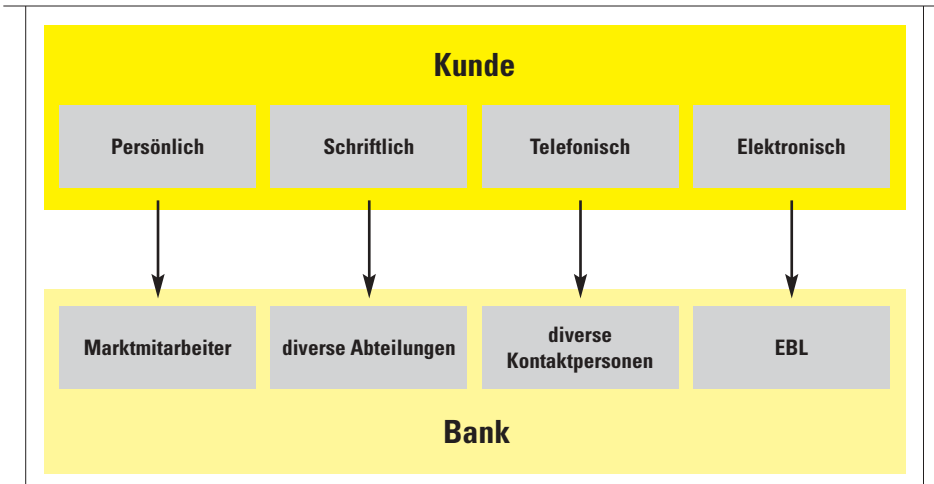 Kunde
Persönlich
Schriftlich
Telefonisch
Elektronisch
Marktmitarbeiter
diverse Abteilungen
diverse
Kontaktpersonen
EBL
Bank